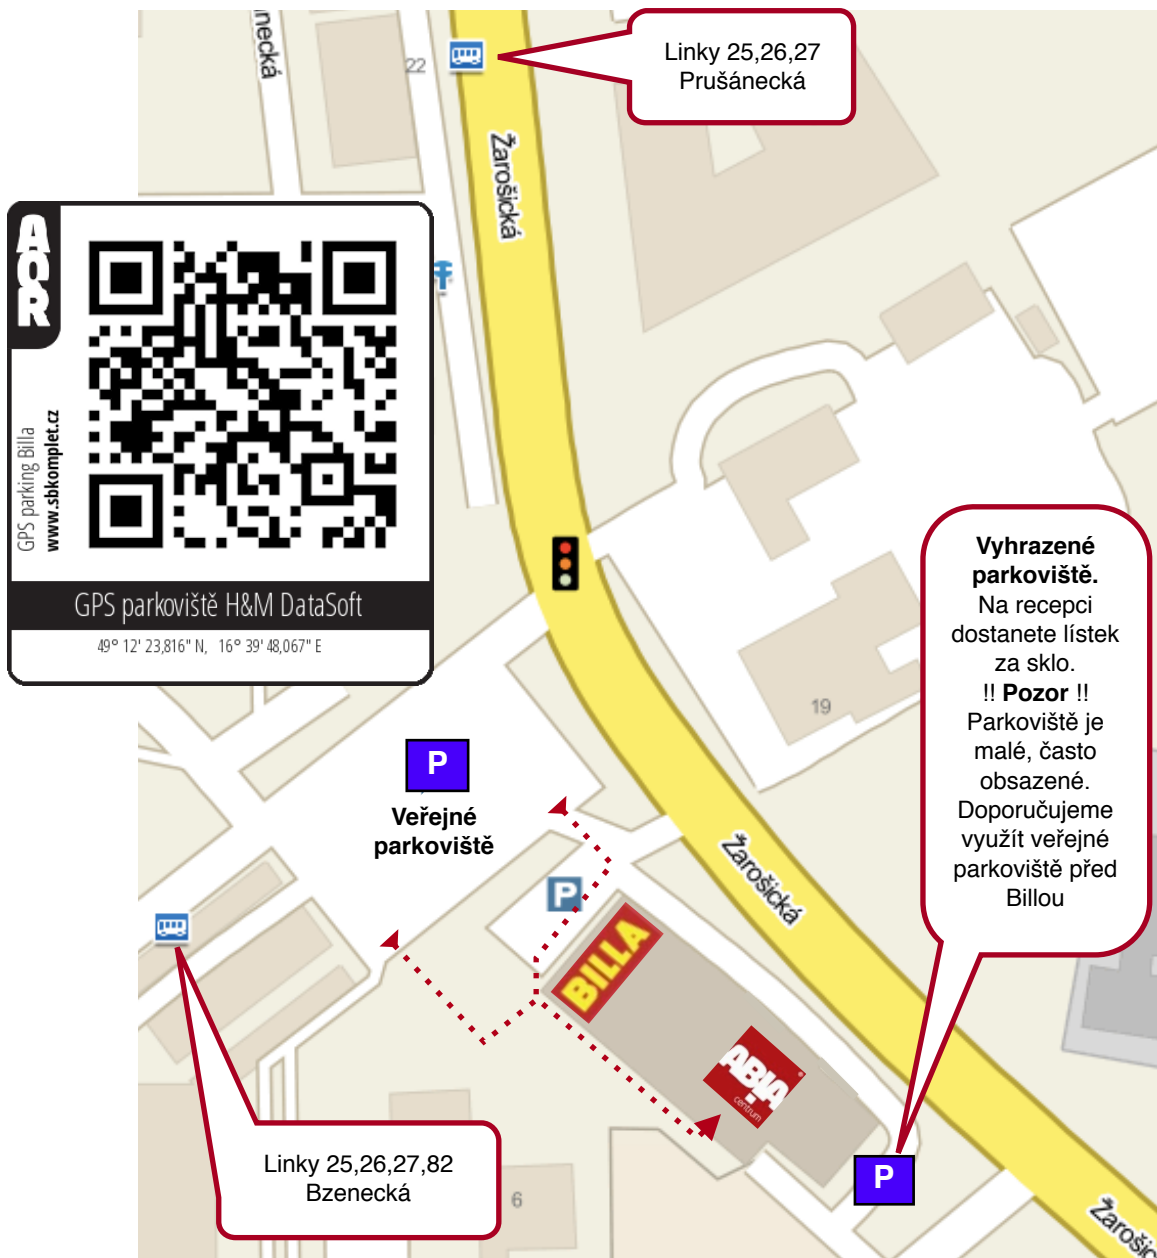 Linky 25,26,27
Prušánecká
22
Žarošická
AQR
GPS parking Billa
www.sbkomplet.cz
GPS parkoviště H&M DataSoft
49° 12' 23,816" N, 16° 39' 48,067" E
Vyhrazené
parkoviště.
Na recepci
dostanete lístek
za sklo.
!! Pozor !!
Parkoviště je
malé, často
obsazené.
Doporučujeme
využít veřejné
parkoviště před
Billou
19
P
Veřejné
parkoviště
P
Žarošická
BILLA
ABIA
centrum
P
Linky 25,26,27,82
Bzenecká
6